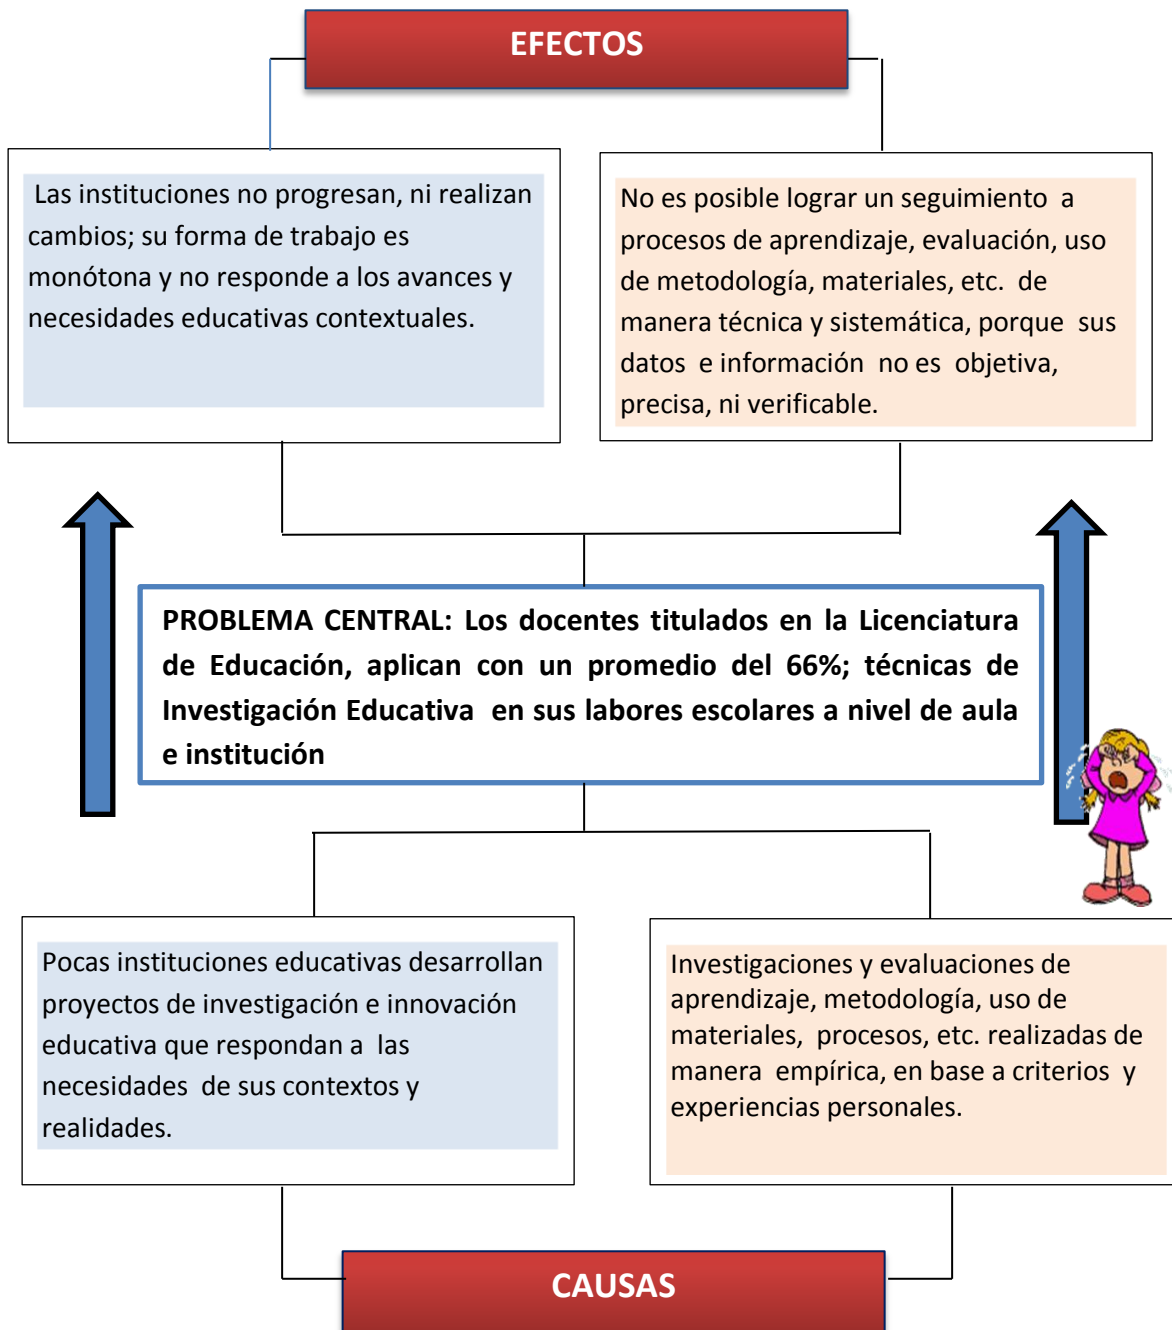 EFECTOS
Las instituciones no progresan, ni realizan
cambios; su forma de trabajo es
monótona y no responde a los avances y
necesidades educativas contextuales.
No es posible lograr un seguimiento a
procesos de aprendizaje, evaluación, uso
de metodología, materiales, etc. de
manera técnica y sistemática, porque sus
datos e información no es objetiva,
precisa, ni verificable.
PROBLEMA CENTRAL: Los docentes titulados en la Licenciatura
de Educación, aplican con un promedio del 66%; técnicas de
Investigación Educativa en sus labores escolares a nivel de aula
e institución
Pocas instituciones educativas desarrollan
proyectos de investigación e innovación
educativa que respondan a las
necesidades de sus contextos y
realidades.
Investigaciones y evaluaciones de
aprendizaje, metodología, uso de
materiales, procesos, etc. realizadas de
manera empírica, en base a criterios y
experiencias personales.
CAUSAS